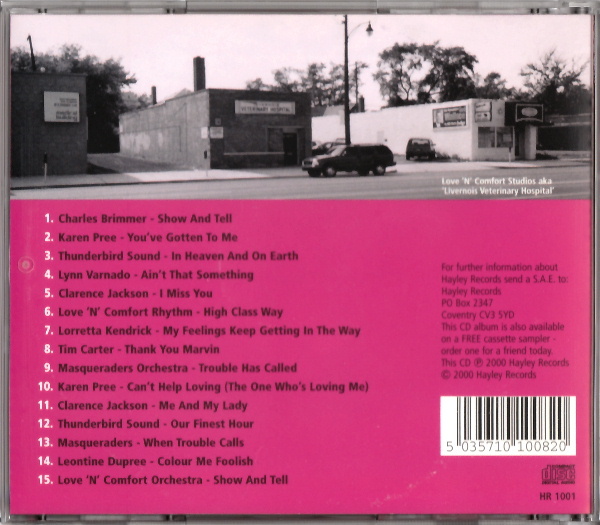 VETERINARY HOSPITAL
Love 'N' Comfort Studios aka
'Livernois Veterinary Hospital'
1. Charles Brimmer - Show And Tell
2. Karen Pree - You've Gotten To Me
3. Thunderbird Sound - In Heaven And On Earth
4. Lynn Varnado - Ain't That Something
5. Clarence Jackson - I Miss You
6. Love 'N' Comfort Rhythm - High Class Way
7. Lorretta Kendrick - My Feelings Keep Getting In The Way
8. Tim Carter - Thank You Marvin
9. Masqueraders Orchestra - Trouble Has Called
10. Karen Pree - Can't Help Loving (The One Who's Loving Me)
11. Clarence Jackson - Me And My Lady
12. Thunderbird Sound - Our Finest Hour
13. Masqueraders - When Trouble Calls
14. Leontine Dupree - Colour Me Foolish
15. Love 'N' Comfort Orchestra - Show And Tell
For further information about
Hayley Records send a S.A.E. to:
Hayley Records
PO Box 2347
Coventry CV3 5YD
This CD album is also available
on a FREE cassette sampler -
order one for a friend today.
This CD ℗ 2000 Hayley Records
© 2000 Hayley Records
5 035710 100820
COMPACT
disc
DIGITAL AUDIO
HR 1001